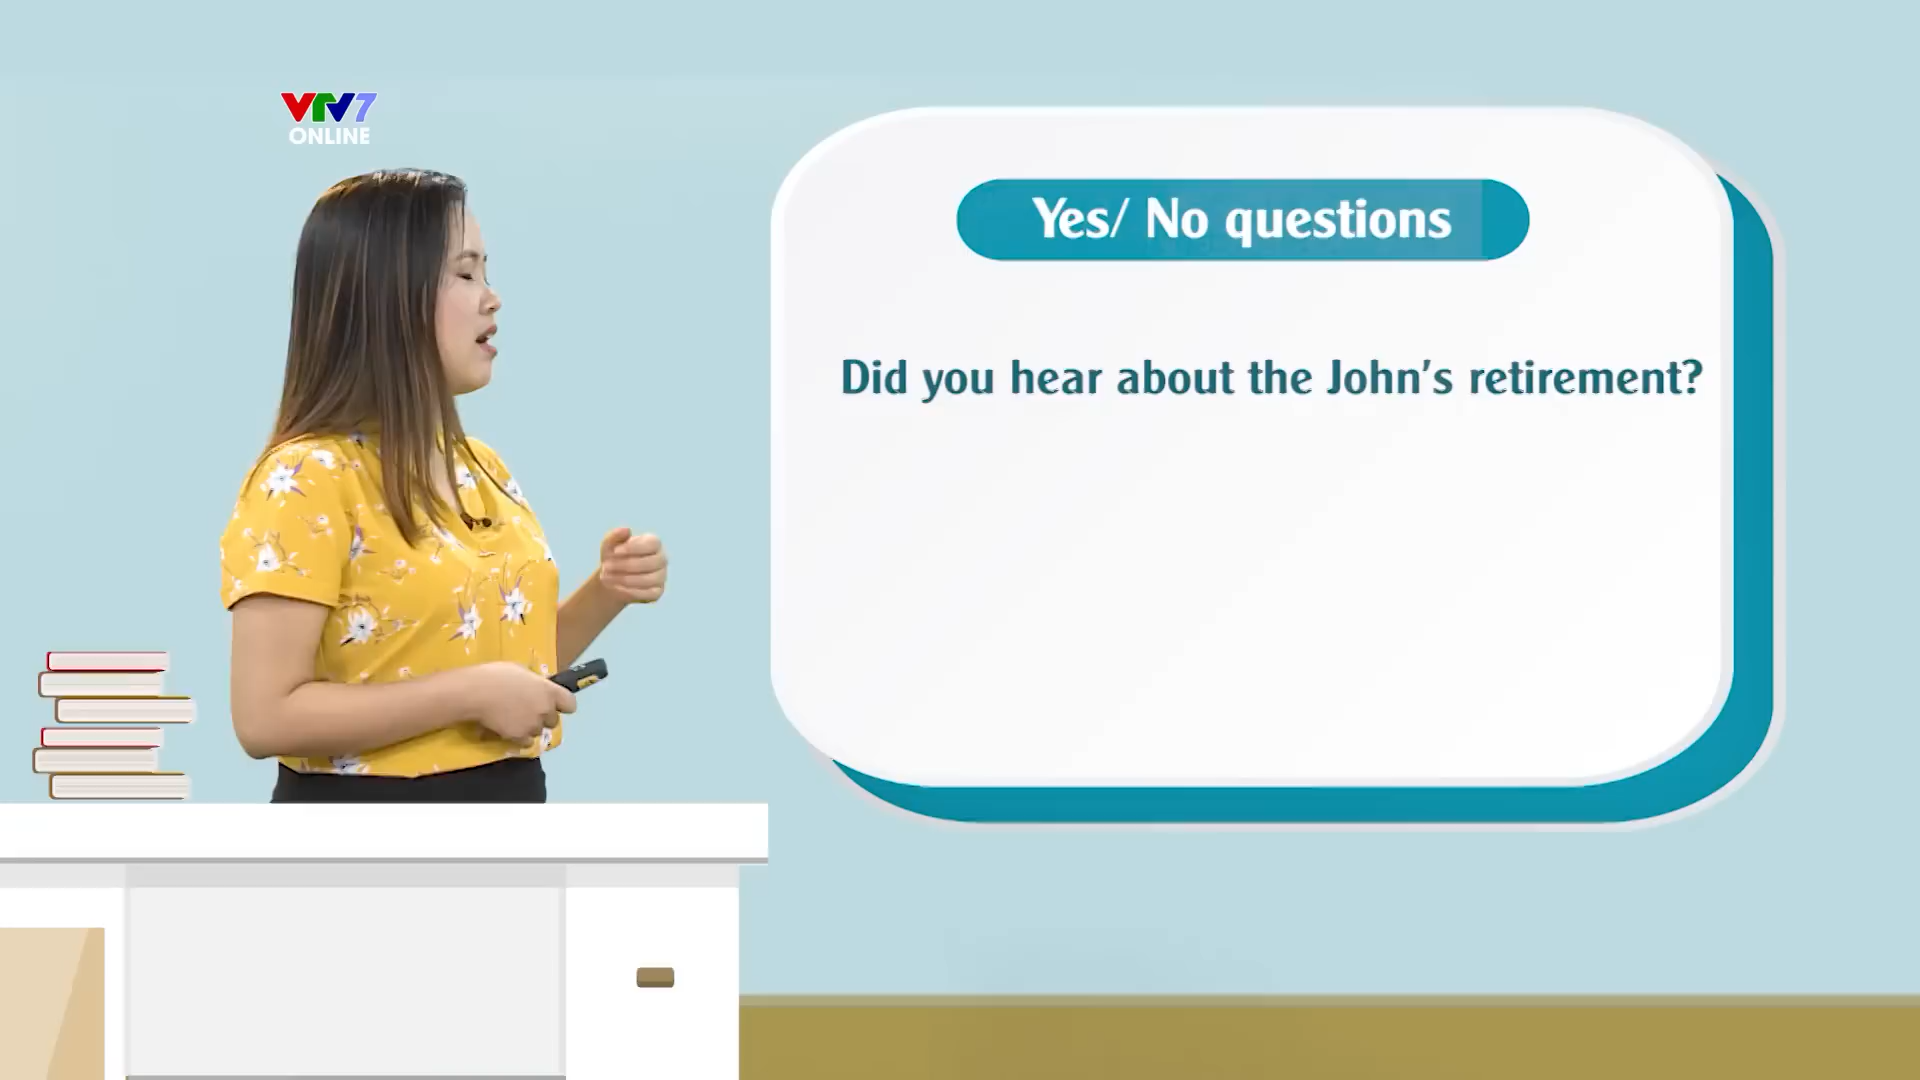 VTV7
ONLINE
Yes/ No questions
Did you hear about the John's retirement?